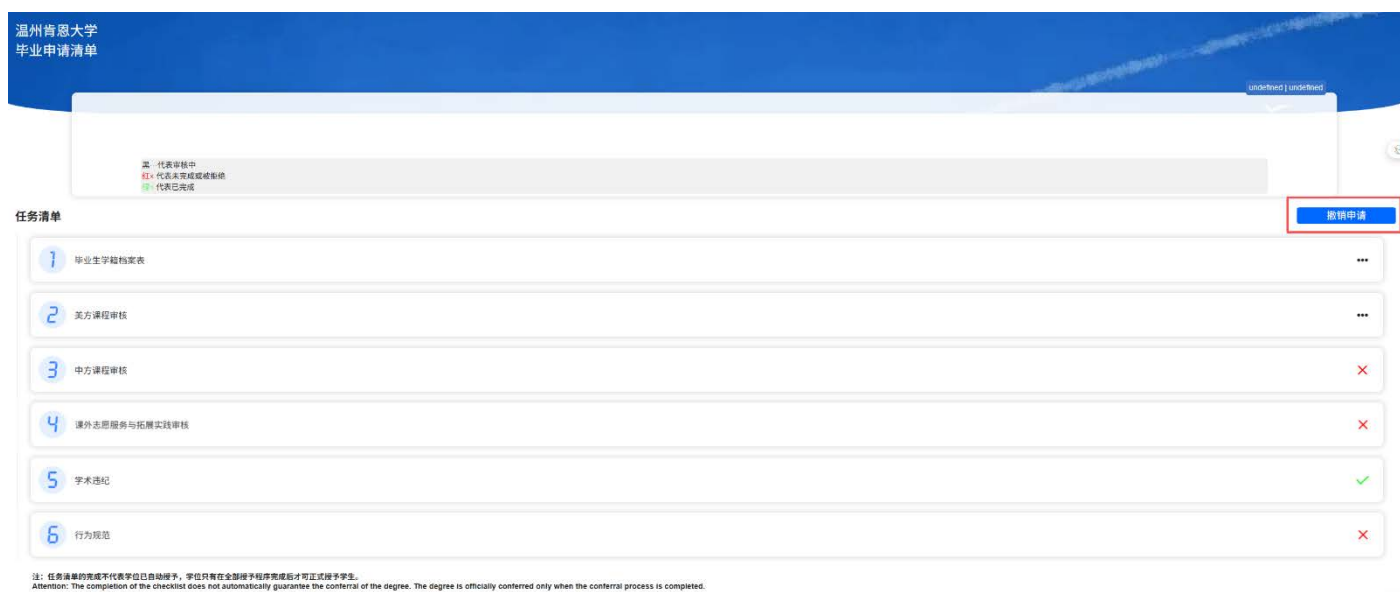 温州肯恩大学
毕业申请清单
undefined | undefined
黑 代表审核中
红× 代表未完成或被拒绝
代表已完成
任务清单
撤销申请
1 毕业生学籍档案表 •••
2 美方课程审核 •••
3 中方课程审核
4 课外志愿服务与拓展实践审核
5 学术违纪
6 行为规范
注：任务清单的完成不代表学位已自动授予，学位只有在全部授予程序完成后才可正式授予学生。
Attention: The completion of the checklist does not automatically guarantee the conferral of the degree. The degree is officially conferred only when the conferral process is completed.